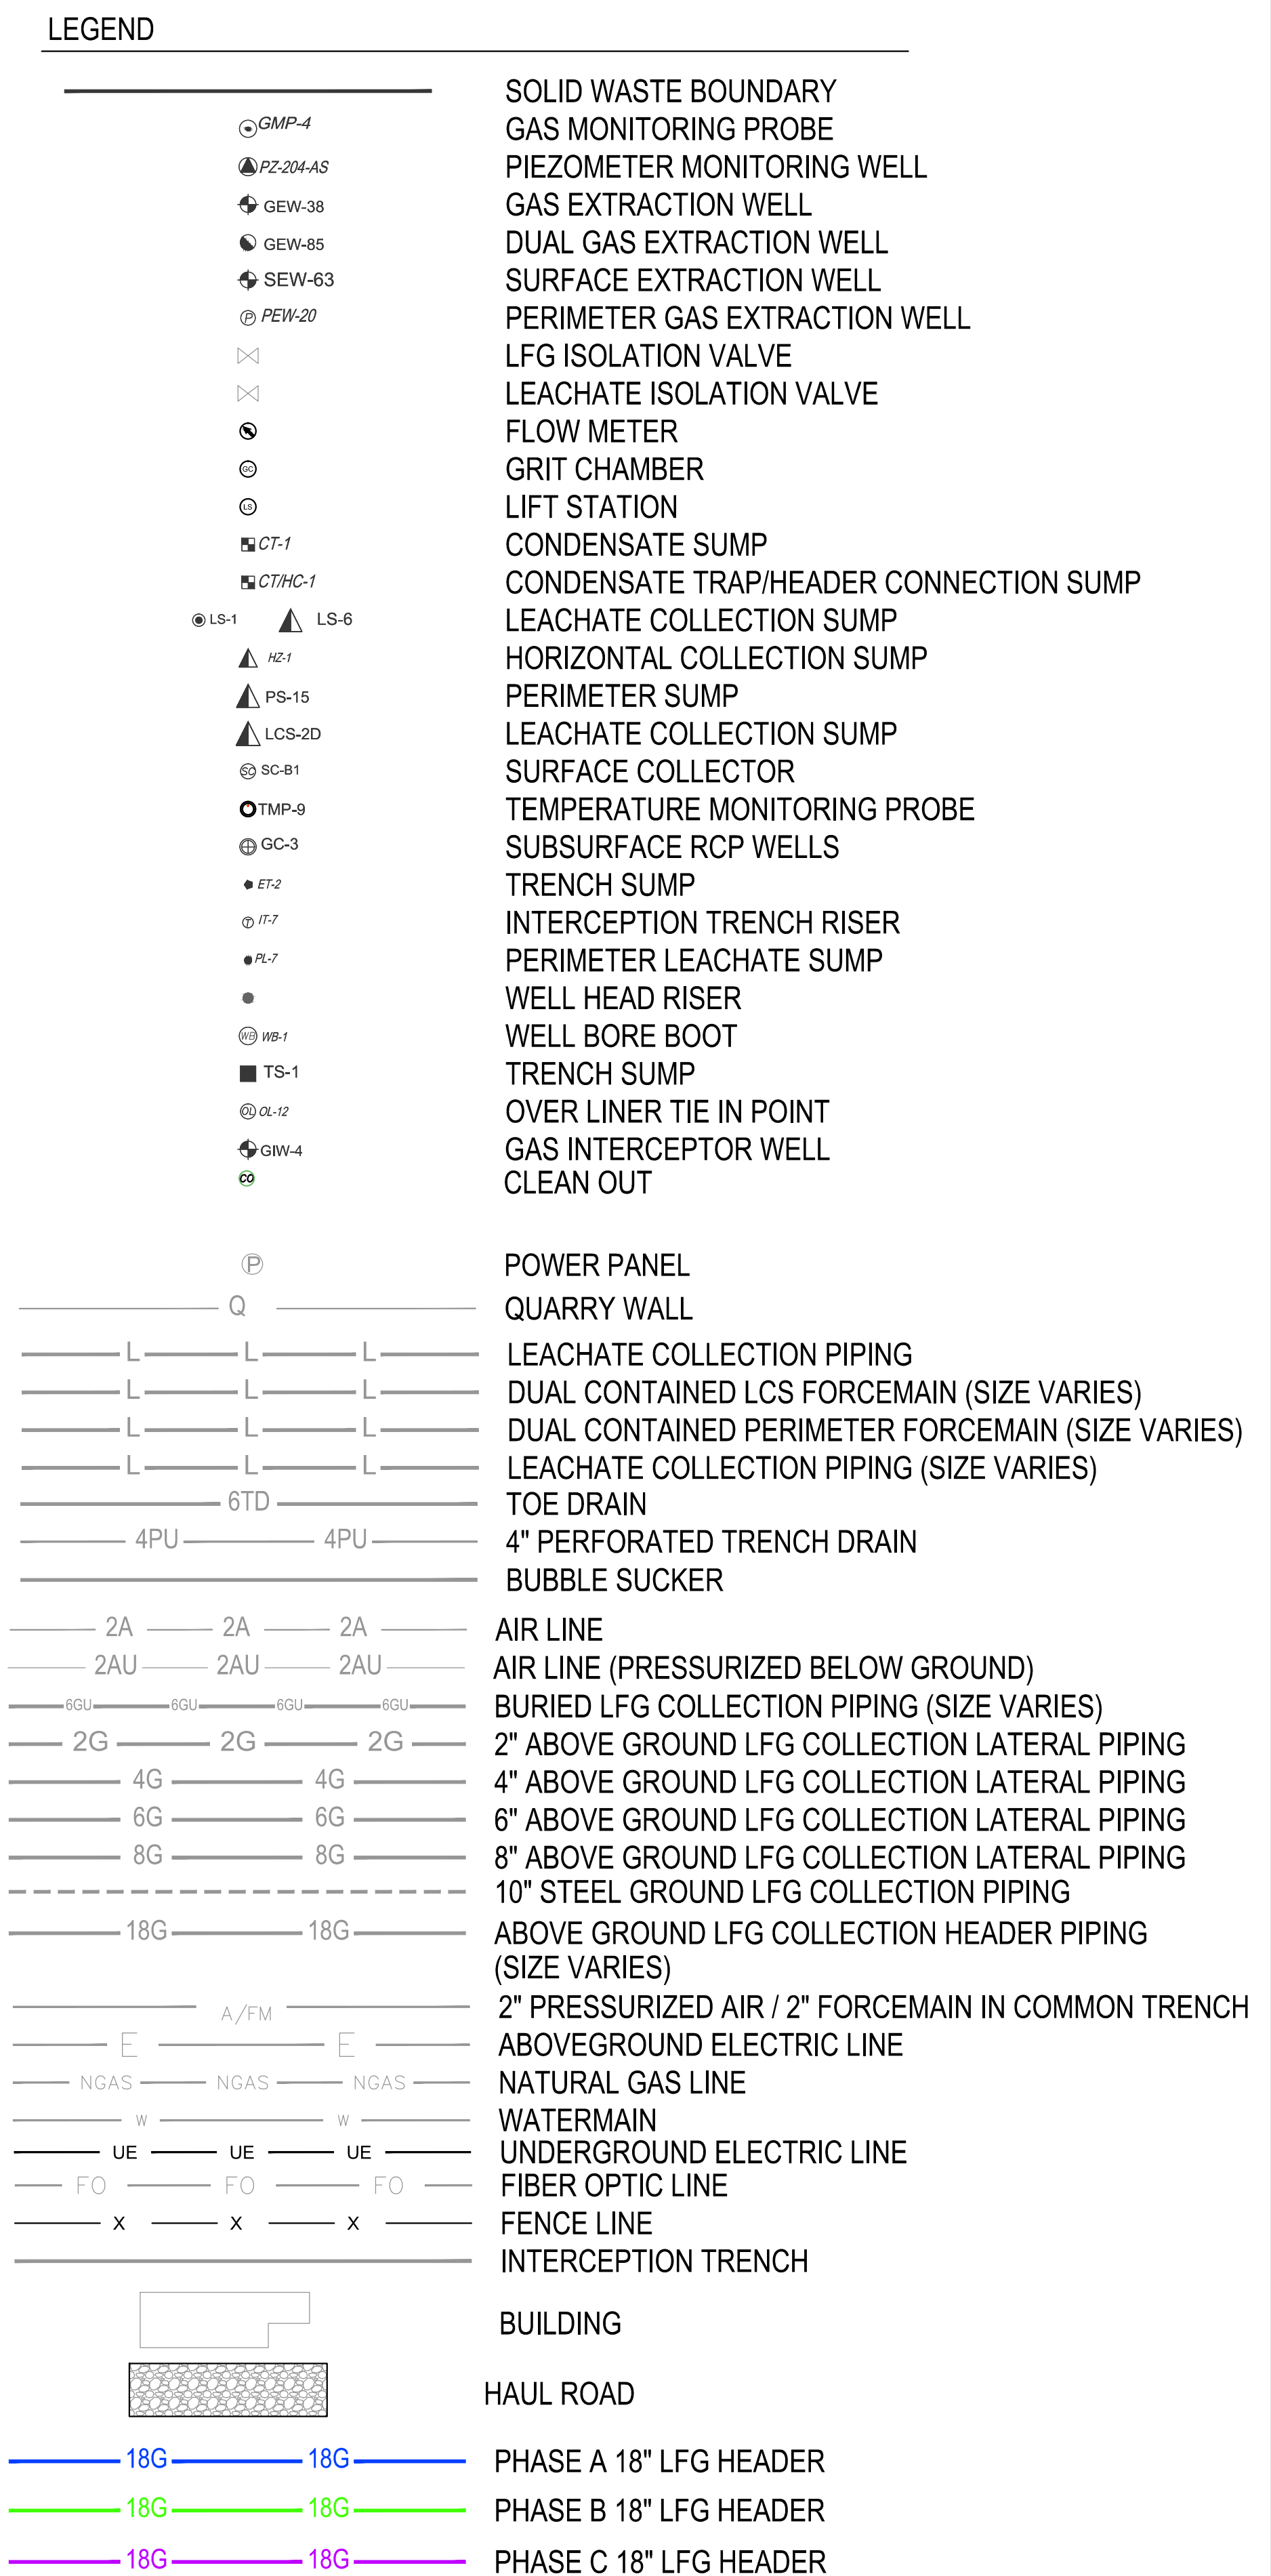 LEGEND
SOLID WASTE BOUNDARY
GMP-4 GAS MONITORING PROBE
PZ-204-AS PIEZOMETER MONITORING WELL
GEW-38 GAS EXTRACTION WELL
GEW-85 DUAL GAS EXTRACTION WELL
SEW-63 SURFACE EXTRACTION WELL
P PEW-20 PERIMETER GAS EXTRACTION WELL
LFG ISOLATION VALVE
LEACHATE ISOLATION VALVE
FLOW METER
GC GRIT CHAMBER
LS LIFT STATION
CT-1 CONDENSATE SUMP
CT/HC-1 CONDENSATE TRAP/HEADER CONNECTION SUMP
LS-1 LS-6 LEACHATE COLLECTION SUMP
HZ-1 HORIZONTAL COLLECTION SUMP
PS-15 PERIMETER SUMP
LCS-2D LEACHATE COLLECTION SUMP
SC SC-B1 SURFACE COLLECTOR
TMP-9 TEMPERATURE MONITORING PROBE
GC-3 SUBSURFACE RCP WELLS
ET-2 TRENCH SUMP
T IT-7 INTERCEPTION TRENCH RISER
PL-7 PERIMETER LEACHATE SUMP
WELL HEAD RISER
WB WB-1 WELL BORE BOOT
TS-1 TRENCH SUMP
OL OL-12 OVER LINER TIE IN POINT
GIW-4 GAS INTERCEPTOR WELL
CO CLEAN OUT
P POWER PANEL
Q QUARRY WALL
L L L LEACHATE COLLECTION PIPING
L L L DUAL CONTAINED LCS FORCEMAIN (SIZE VARIES)
L L L DUAL CONTAINED PERIMETER FORCEMAIN (SIZE VARIES)
L L L LEACHATE COLLECTION PIPING (SIZE VARIES)
6TD TOE DRAIN
4PU 4PU 4" PERFORATED TRENCH DRAIN
BUBBLE SUCKER
2A 2A 2A AIR LINE
2AU 2AU 2AU AIR LINE (PRESSURIZED BELOW GROUND)
6GU 6GU 6GU 6GU BURIED LFG COLLECTION PIPING (SIZE VARIES)
2G 2G 2G 2" ABOVE GROUND LFG COLLECTION LATERAL PIPING
4G 4G 4" ABOVE GROUND LFG COLLECTION LATERAL PIPING
6G 6G 6" ABOVE GROUND LFG COLLECTION LATERAL PIPING
8G 8G 8" ABOVE GROUND LFG COLLECTION LATERAL PIPING
10" STEEL GROUND LFG COLLECTION PIPING
18G 18G ABOVE GROUND LFG COLLECTION HEADER PIPING
(SIZE VARIES)
A/FM 2" PRESSURIZED AIR / 2" FORCEMAIN IN COMMON TRENCH
E E ABOVEGROUND ELECTRIC LINE
NGAS NGAS NGAS NATURAL GAS LINE
W W WATERMAIN
UE UE UE UNDERGROUND ELECTRIC LINE
FO FO FO FIBER OPTIC LINE
X X X FENCE LINE
INTERCEPTION TRENCH
BUILDING
HAUL ROAD
18G 18G PHASE A 18" LFG HEADER
18G 18G PHASE B 18" LFG HEADER
18G 18G PHASE C 18" LFG HEADER